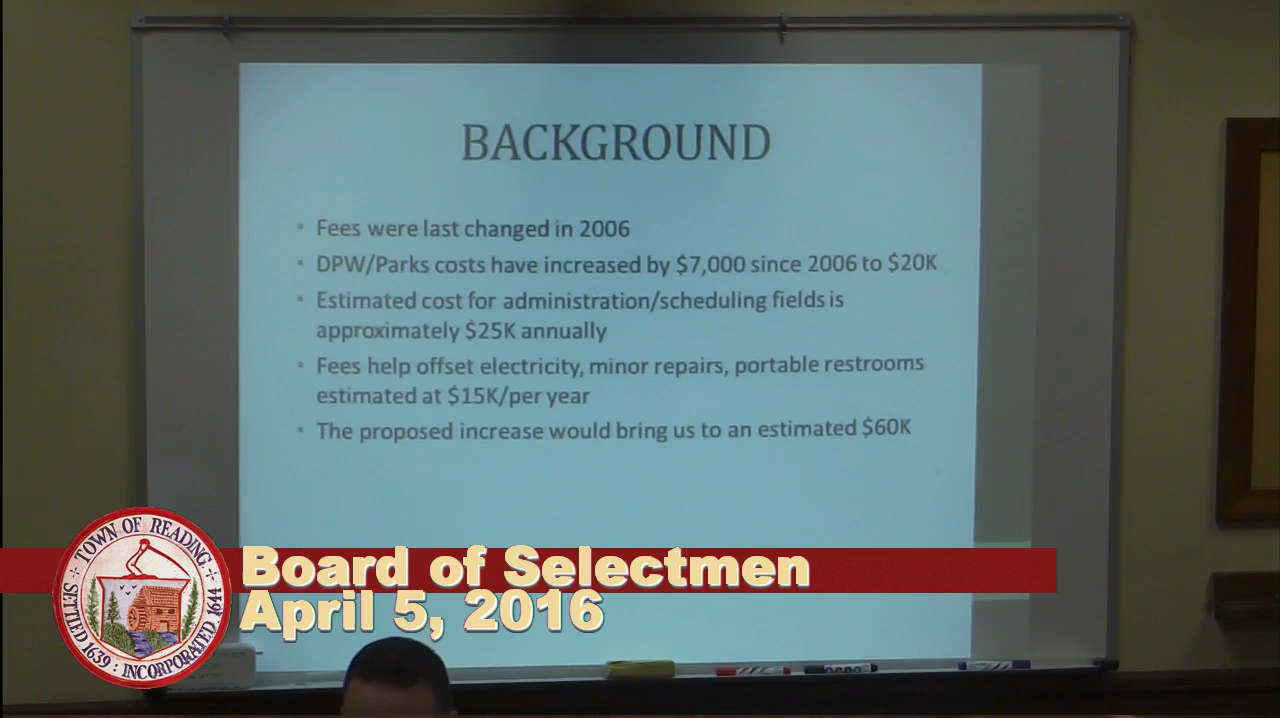 BACKGROUND
• Fees were last changed in 2006
• DPW/Parks costs have increased by $7,000 since 2006 to $20K
• Estimated cost for administration/scheduling fields is
approximately $25K annually
• Fees help offset electricity, minor repairs, portable restrooms
estimated at $15K/per year
• The proposed increase would bring us to an estimated $60K
TOWN OF READING
SETTLED 1639 : INCORPORATED 1644
Board of Selectmen
April 5, 2016